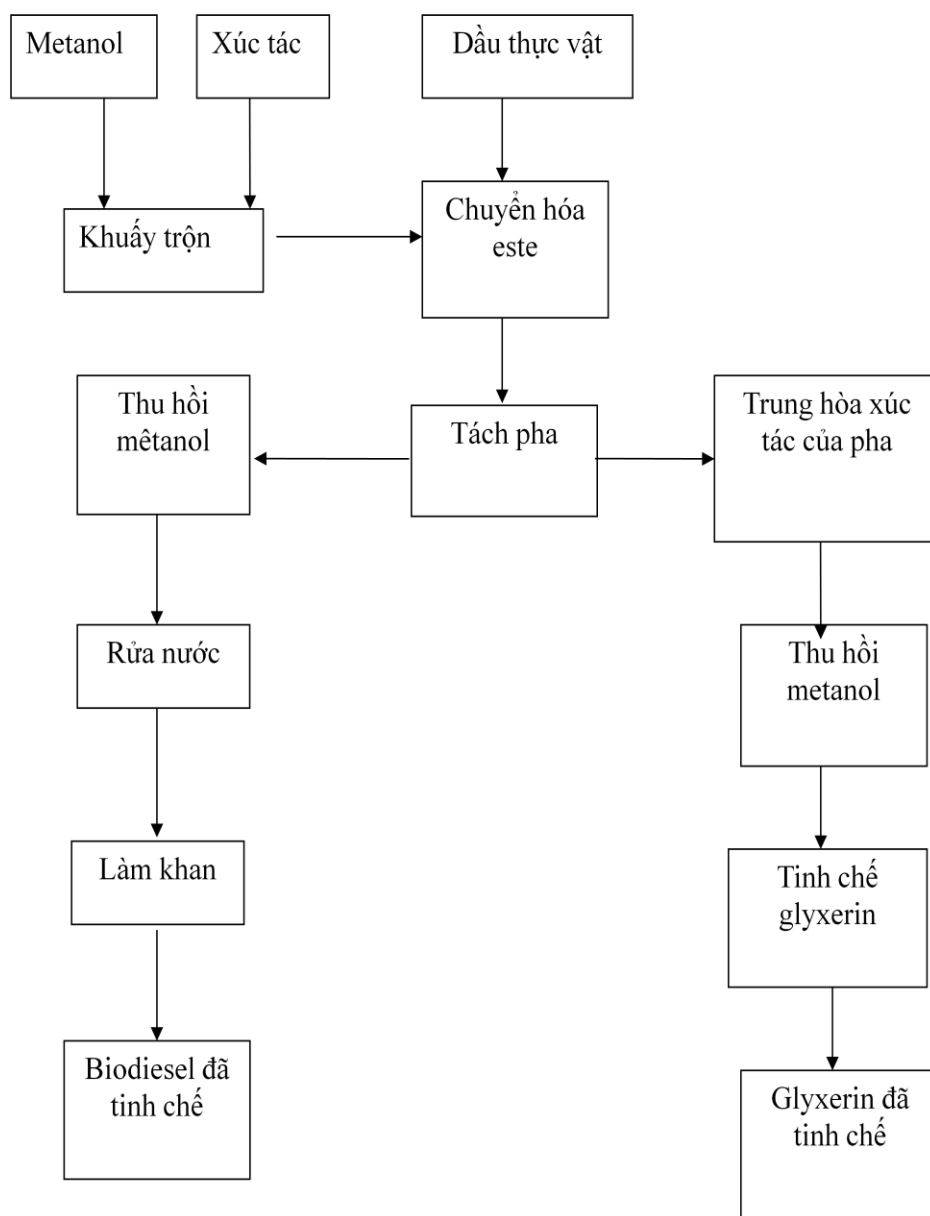 Metanol
Xúc tác
Dầu thực vật
Khuấy trộn
Chuyển hóa
este
Thu hồi
mêtanol
Tách pha
Trung hòa xúc
tác của pha
Rửa nước
Thu hồi
metanol
Làm khan
Tinh chế
glyxerin
Biodiesel đã
tinh chế
Glyxerin đã
tinh chế